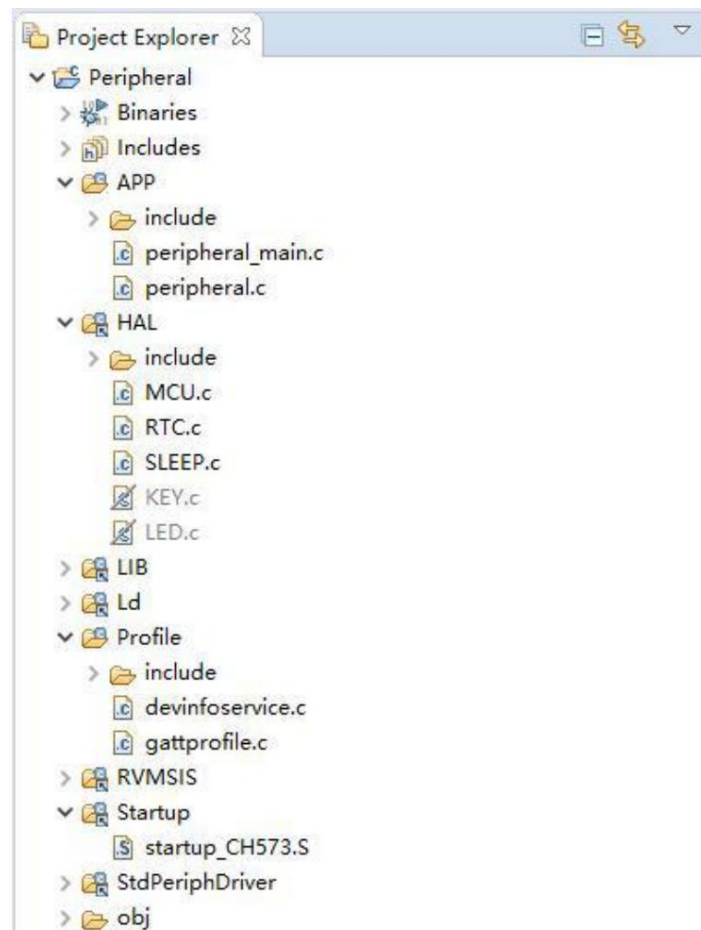 Project Explorer
Peripheral
Binaries
Includes
APP
include
peripheral_main.c
peripheral.c
HAL
include
MCU.c
RTC.c
SLEEP.c
KEY.c
LED.c
LIB
Ld
Profile
include
devinfoservice.c
gattprofile.c
RVMSIS
Startup
startup_CH573.S
StdPeriphDriver
obj